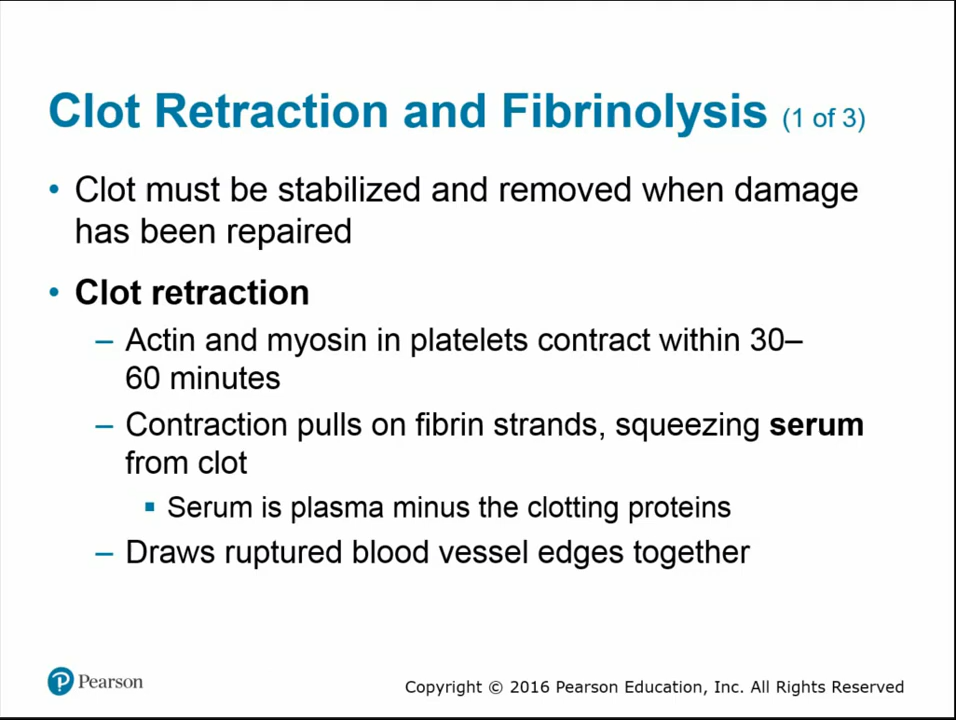 Clot Retraction and Fibrinolysis (1 of 3)
• Clot must be stabilized and removed when damage
has been repaired
• Clot retraction
– Actin and myosin in platelets contract within 30–
60 minutes
– Contraction pulls on fibrin strands, squeezing serum
from clot
▪ Serum is plasma minus the clotting proteins
– Draws ruptured blood vessel edges together
P Pearson
Copyright © 2016 Pearson Education, Inc. All Rights Reserved